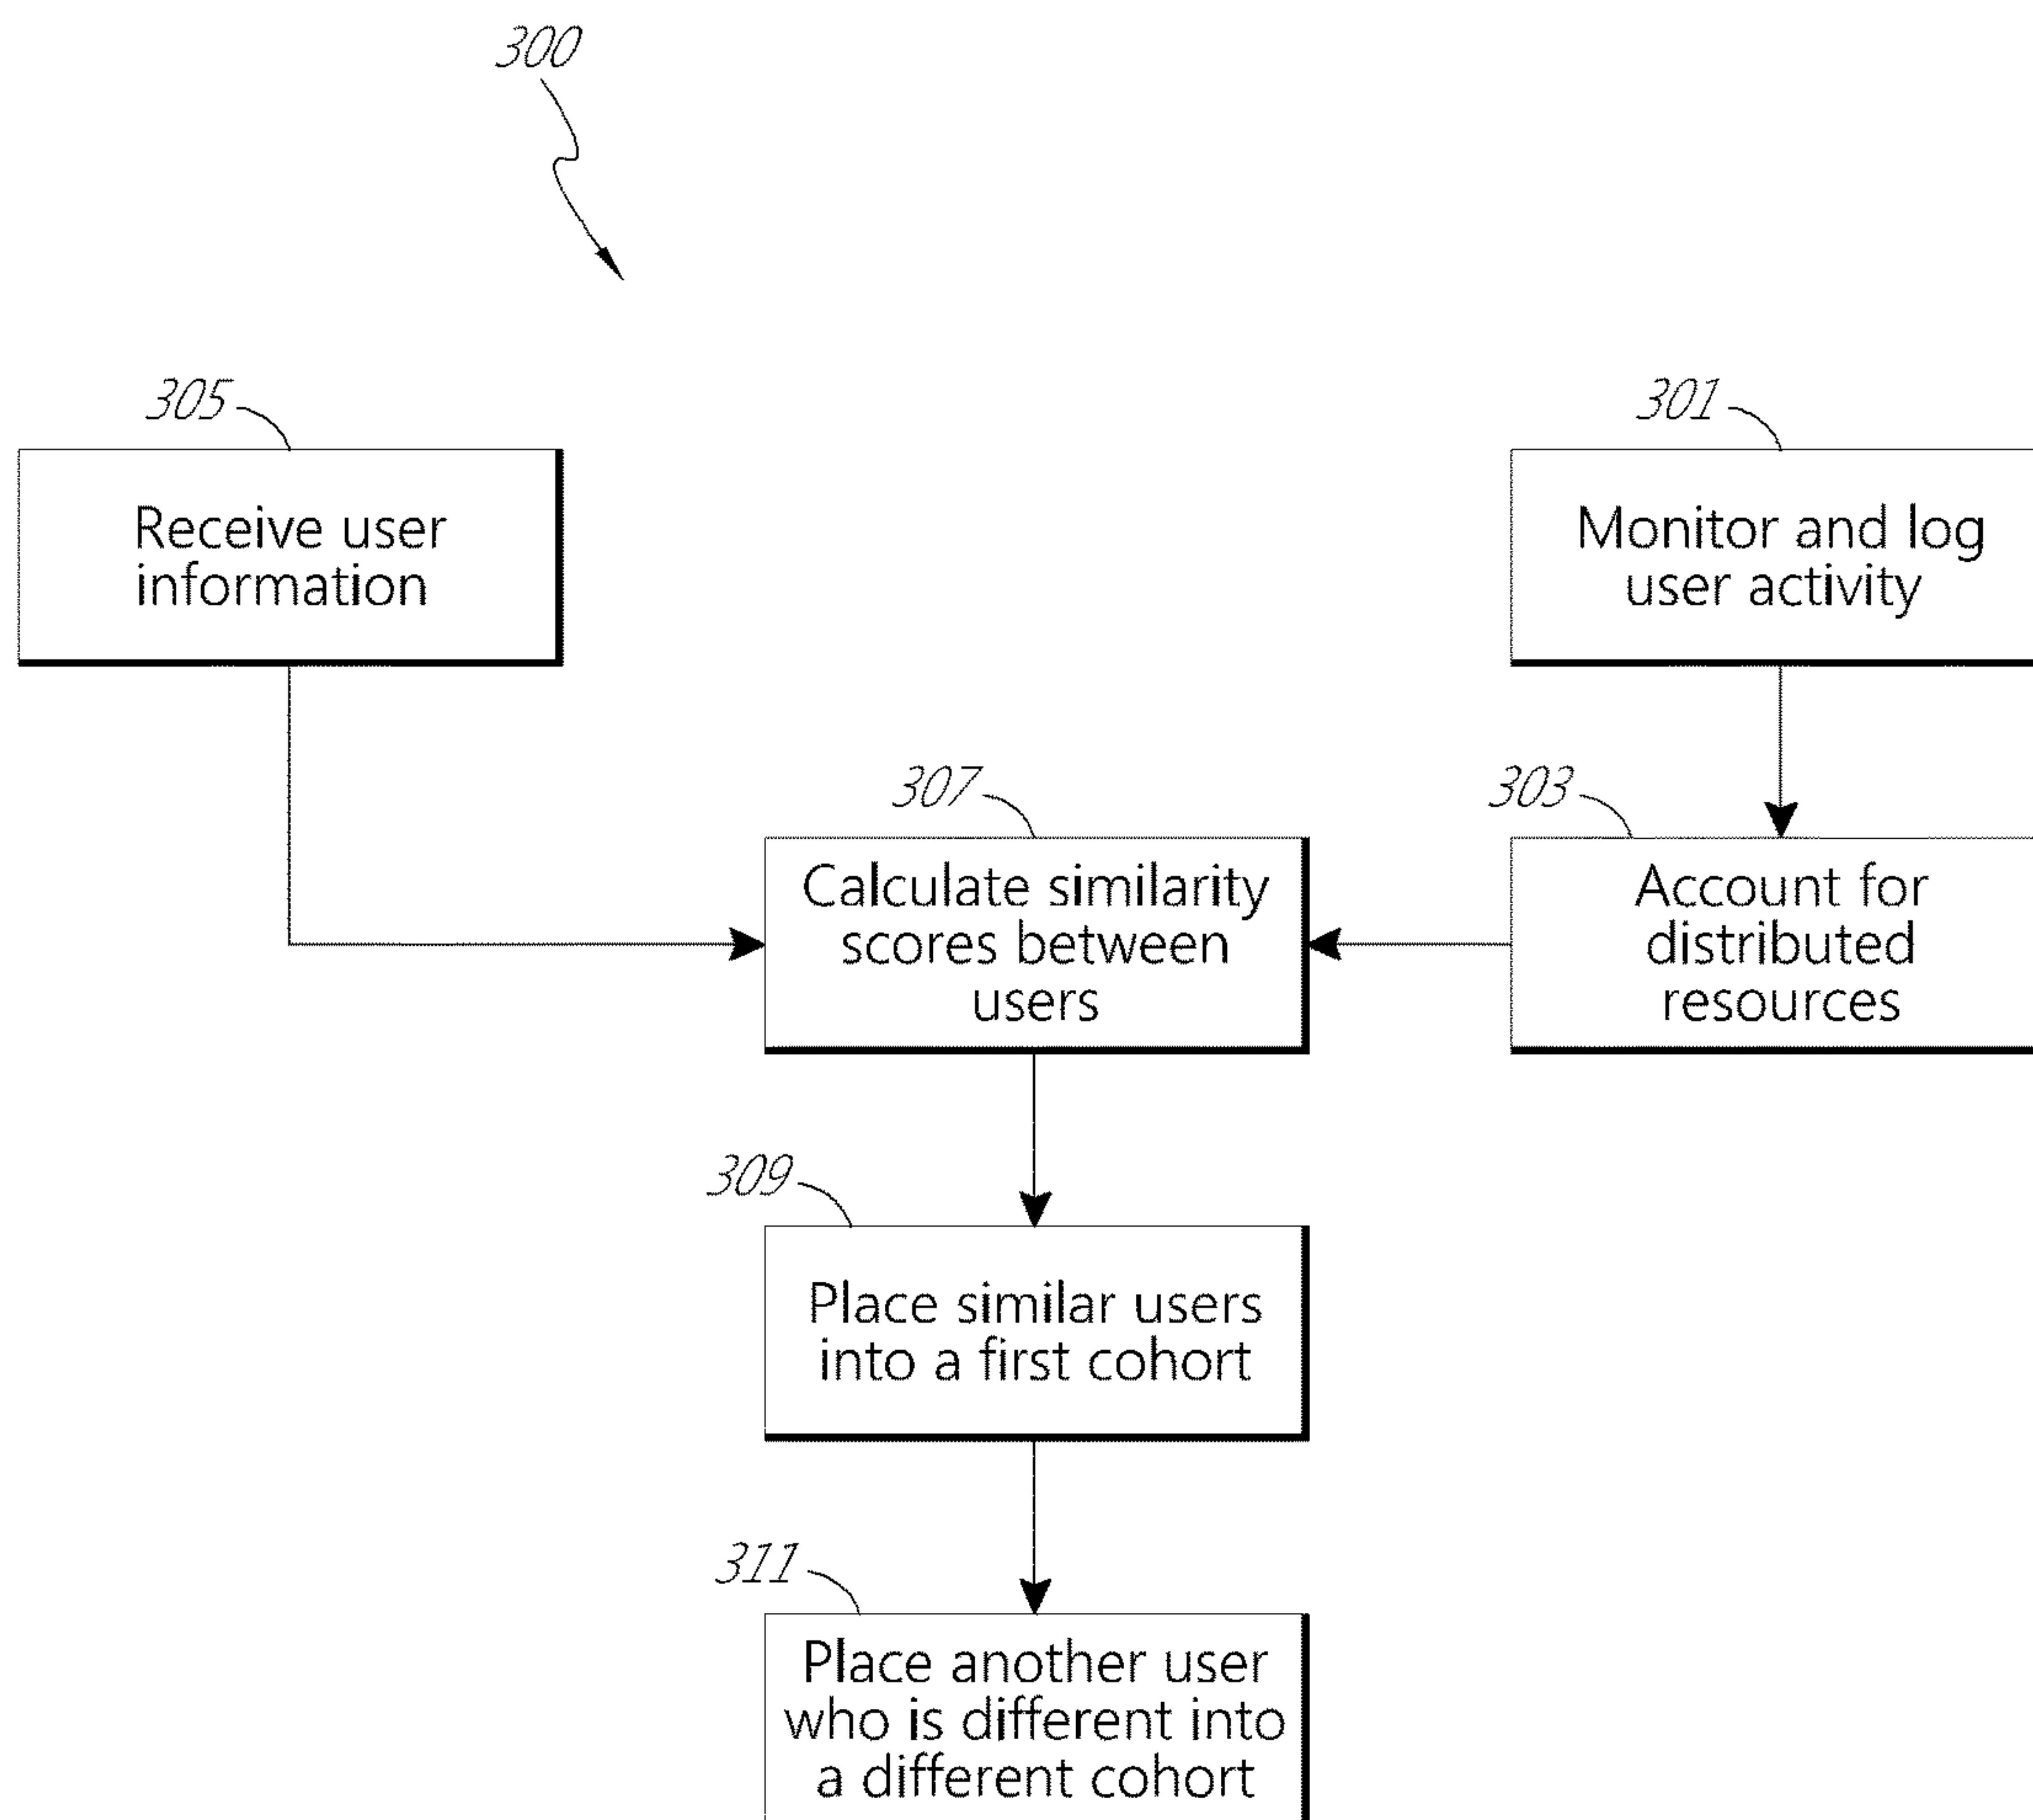 300
305
Receive user
information
301
Monitor and log
user activity
307
Calculate similarity
scores between
users
303
Account for
distributed
resources
309
Place similar users
into a first cohort
311
Place another user
who is different into
a different cohort